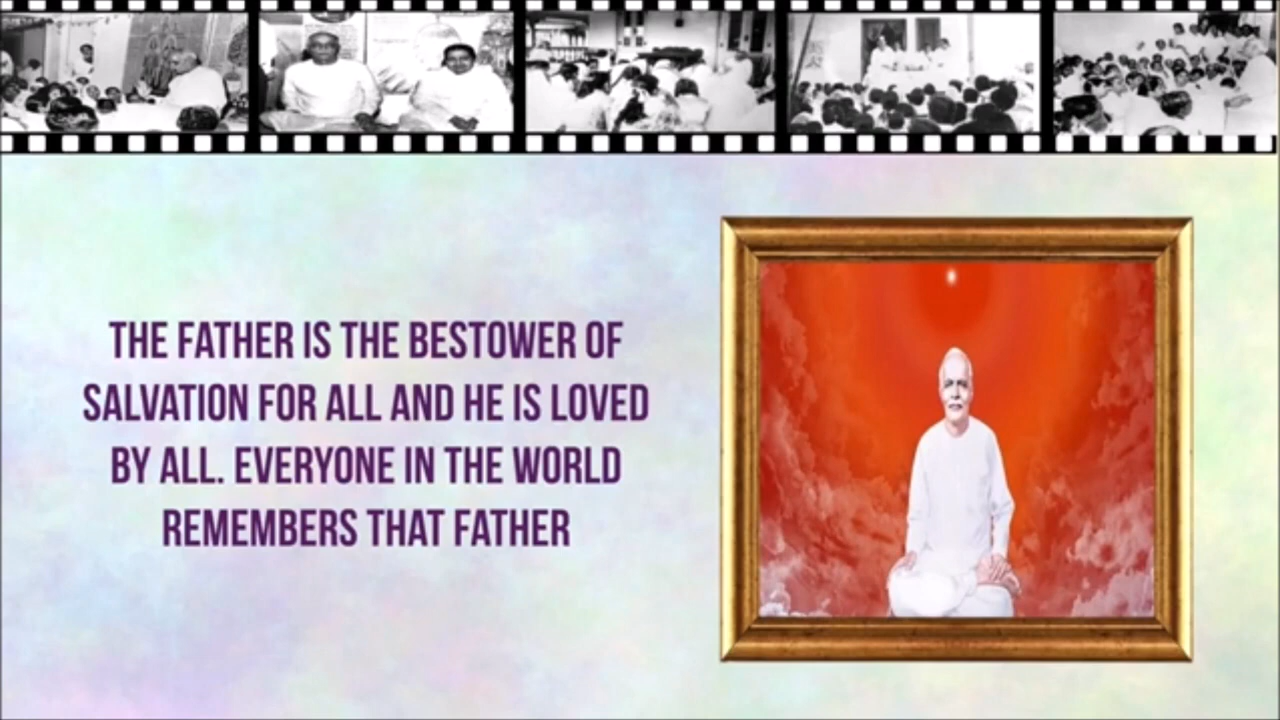 THE FATHER IS THE BESTOWER OF
SALVATION FOR ALL AND HE IS LOVED
BY ALL. EVERYONE IN THE WORLD
REMEMBERS THAT FATHER